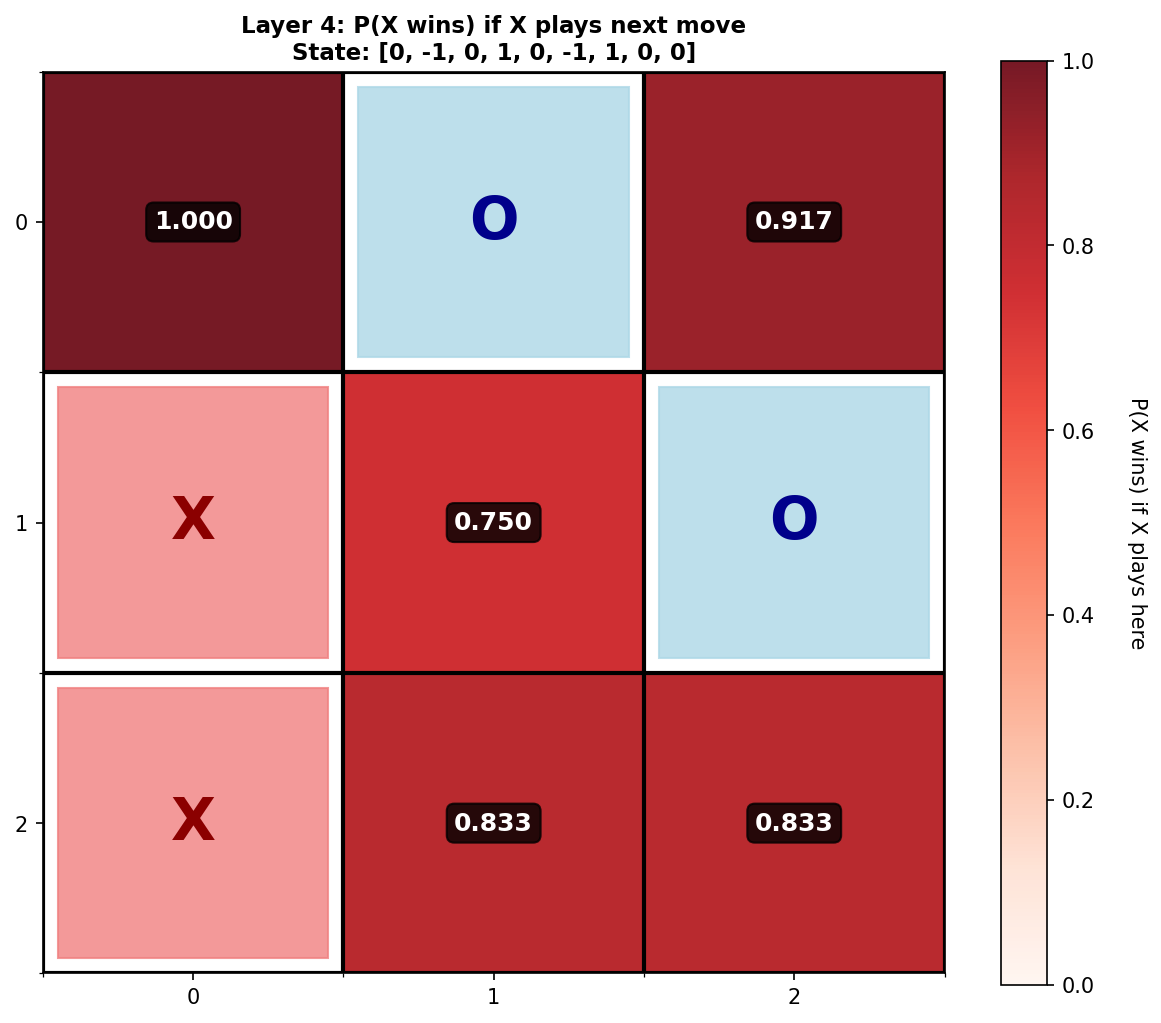 Layer 4: P(X wins) if X plays next move
State: [0, -1, 0, 1, 0, -1, 1, 0, 0]
0
1.000
O
0.917
1
X
0.750
O
2
X
0.833
0.833
0
1
2
1.0
0.8
0.6
0.4
0.2
0.0
P(X wins) if X plays here